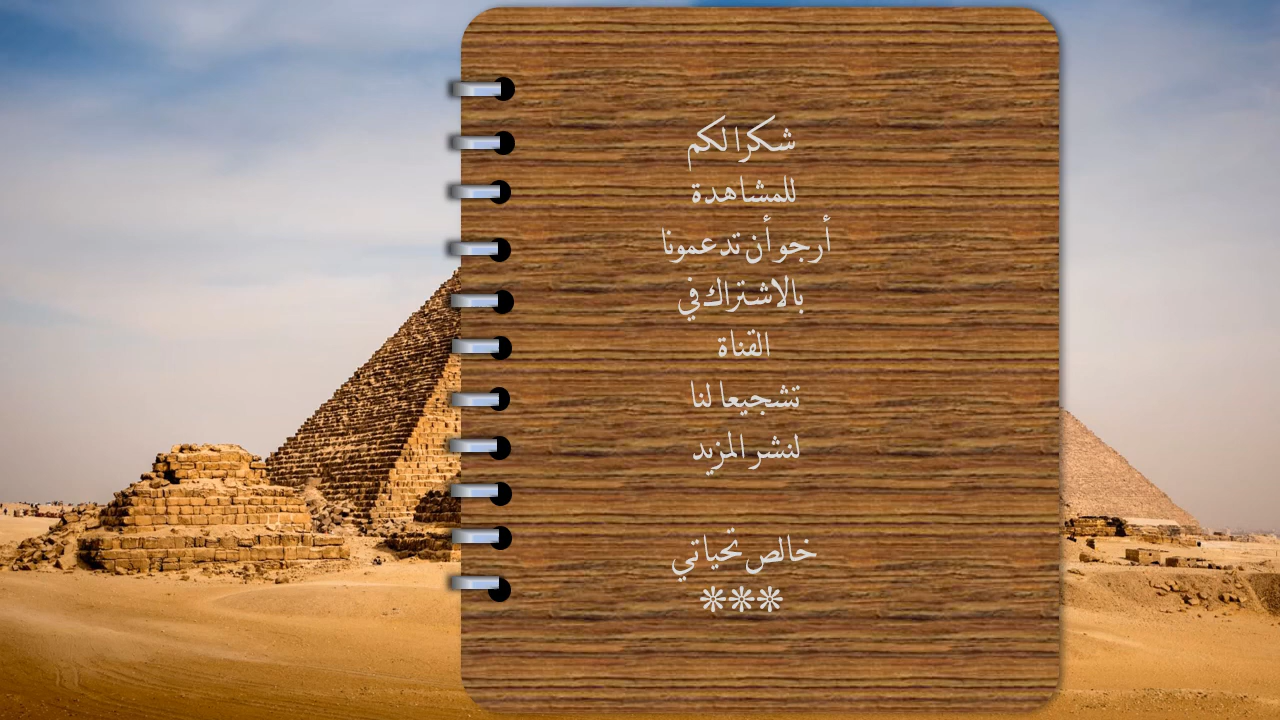 شكرا لكم
للمشاهدة
أرجو أن تدعمونا
بالاشتراك في
القناة
تشجيعا لنا
لنشر المزيد
خالص تحياتي
❊❊❊